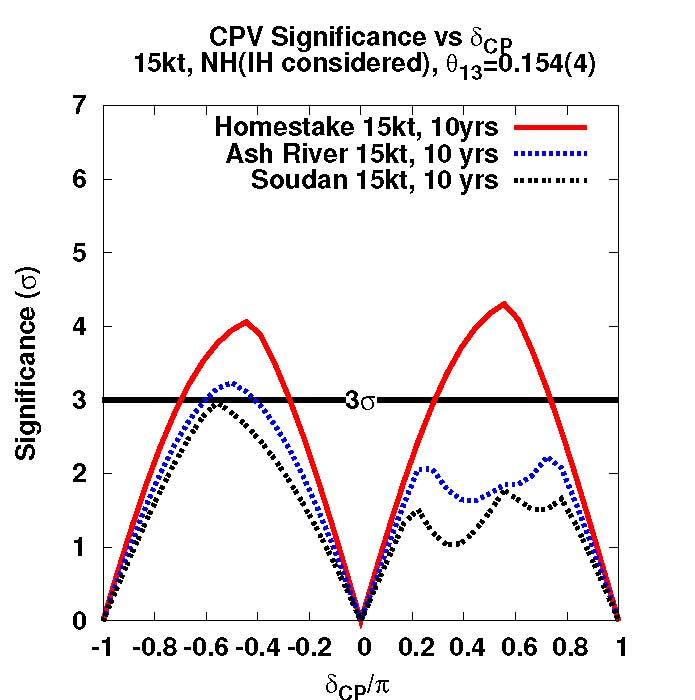 CPV Significance vs δCP
15kt, NH(IH considered), θ13=0.154(4)
7
Homestake 15kt, 10yrs
Ash River 15kt, 10 yrs
Soudan 15kt, 10 yrs
6
5
4
3
3σ
2
1
0
Significance (σ)
-1 -0.8 -0.6 -0.4 -0.2 0 0.2 0.4 0.6 0.8 1
δCP/π